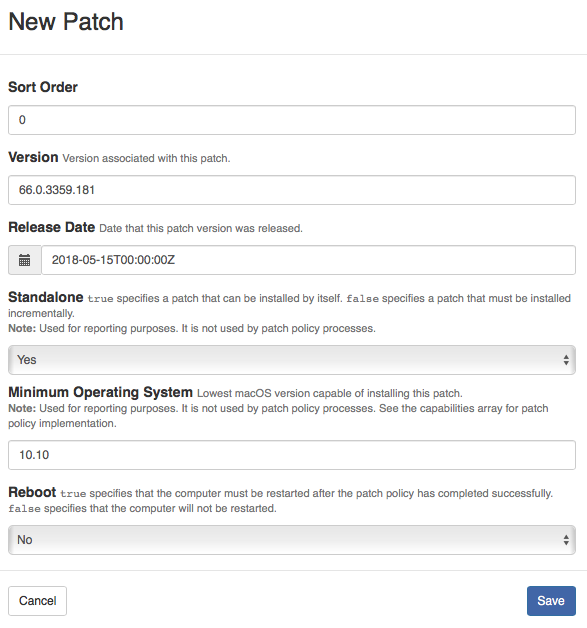 New Patch
Sort Order
0
Version Version associated with this patch.
66.0.3359.181
Release Date Date that this patch version was released.
2018-05-15T00:00:00Z
Standalone true specifies a patch that can be installed by itself. false specifies a patch that must be installed
incrementally.
Note: Used for reporting purposes. It is not used by patch policy processes.
Yes
Minimum Operating System Lowest macOS version capable of installing this patch.
Note: Used for reporting purposes. It is not used by patch policy processes. See the capabilities array for patch
policy implementation.
10.10
Reboot true specifies that the computer must be restarted after the patch policy has completed successfully.
false specifies that the computer will not be restarted.
No
Cancel
Save